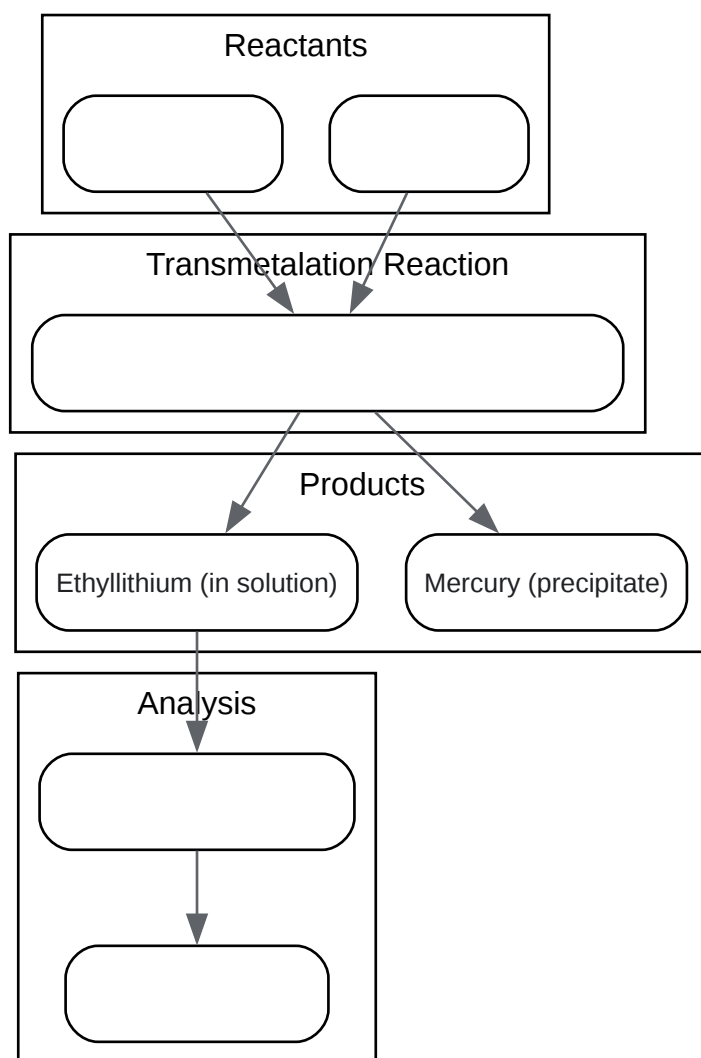 Reactants
Transmetalation Reaction
Products
Ethyllithium (in solution)
Mercury (precipitate)
Analysis